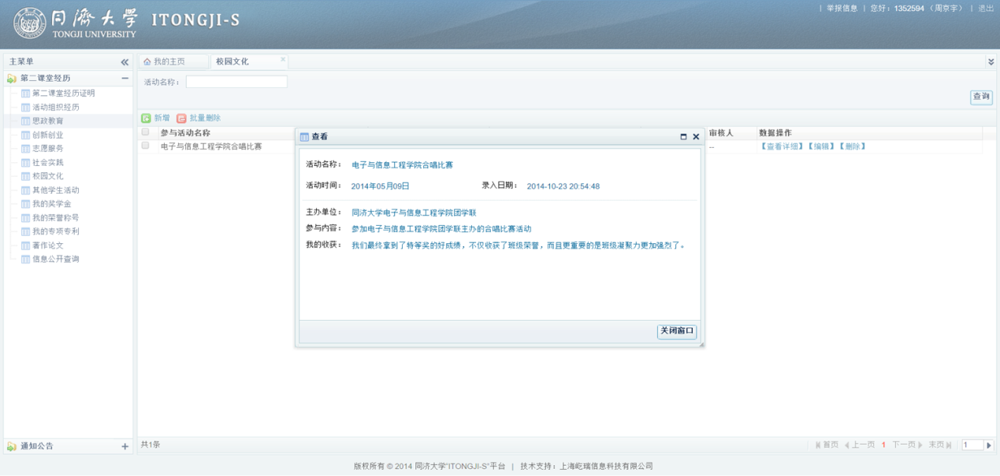 同濟大學 ITONGJI-S
TONGJI UNIVERSITY
| 举报信息 | 您好：1352594 （周京宇） | 退出
主菜单
我的主页
校园文化
第二课堂经历
活动名称：
第二课堂经历证明
查询
活动组织经历
新增 批量删除
思政教育
参与活动名称
审核人
数据操作
创新创业
电子与信息工程学院合唱比赛
--
【查看详细】【编辑】【删除】
志愿服务
社会实践
校园文化
其他学生活动
我的奖学金
我的荣誉称号
我的专项专利
著作论文
信息公开查询
查看
活动名称： 电子与信息工程学院合唱比赛
活动时间： 2014年05月09日 录入日期： 2014-10-23 20:54:48
主办单位： 同济大学电子与信息工程学院团学联
参与内容： 参加电子与信息工程学院团学联主办的合唱比赛活动
我的收获： 我们最终拿到了特等奖的好成绩，不仅收获了班级荣誉，而且更重要的是班级凝聚力更加强烈了。
关闭窗口
通知公告
共1条
首页 上一页 1 下一页 末页 1
版权所有 © 2014 同济大学"ITONGJI-S"平台 | 技术支持：上海屹瑞信息科技有限公司